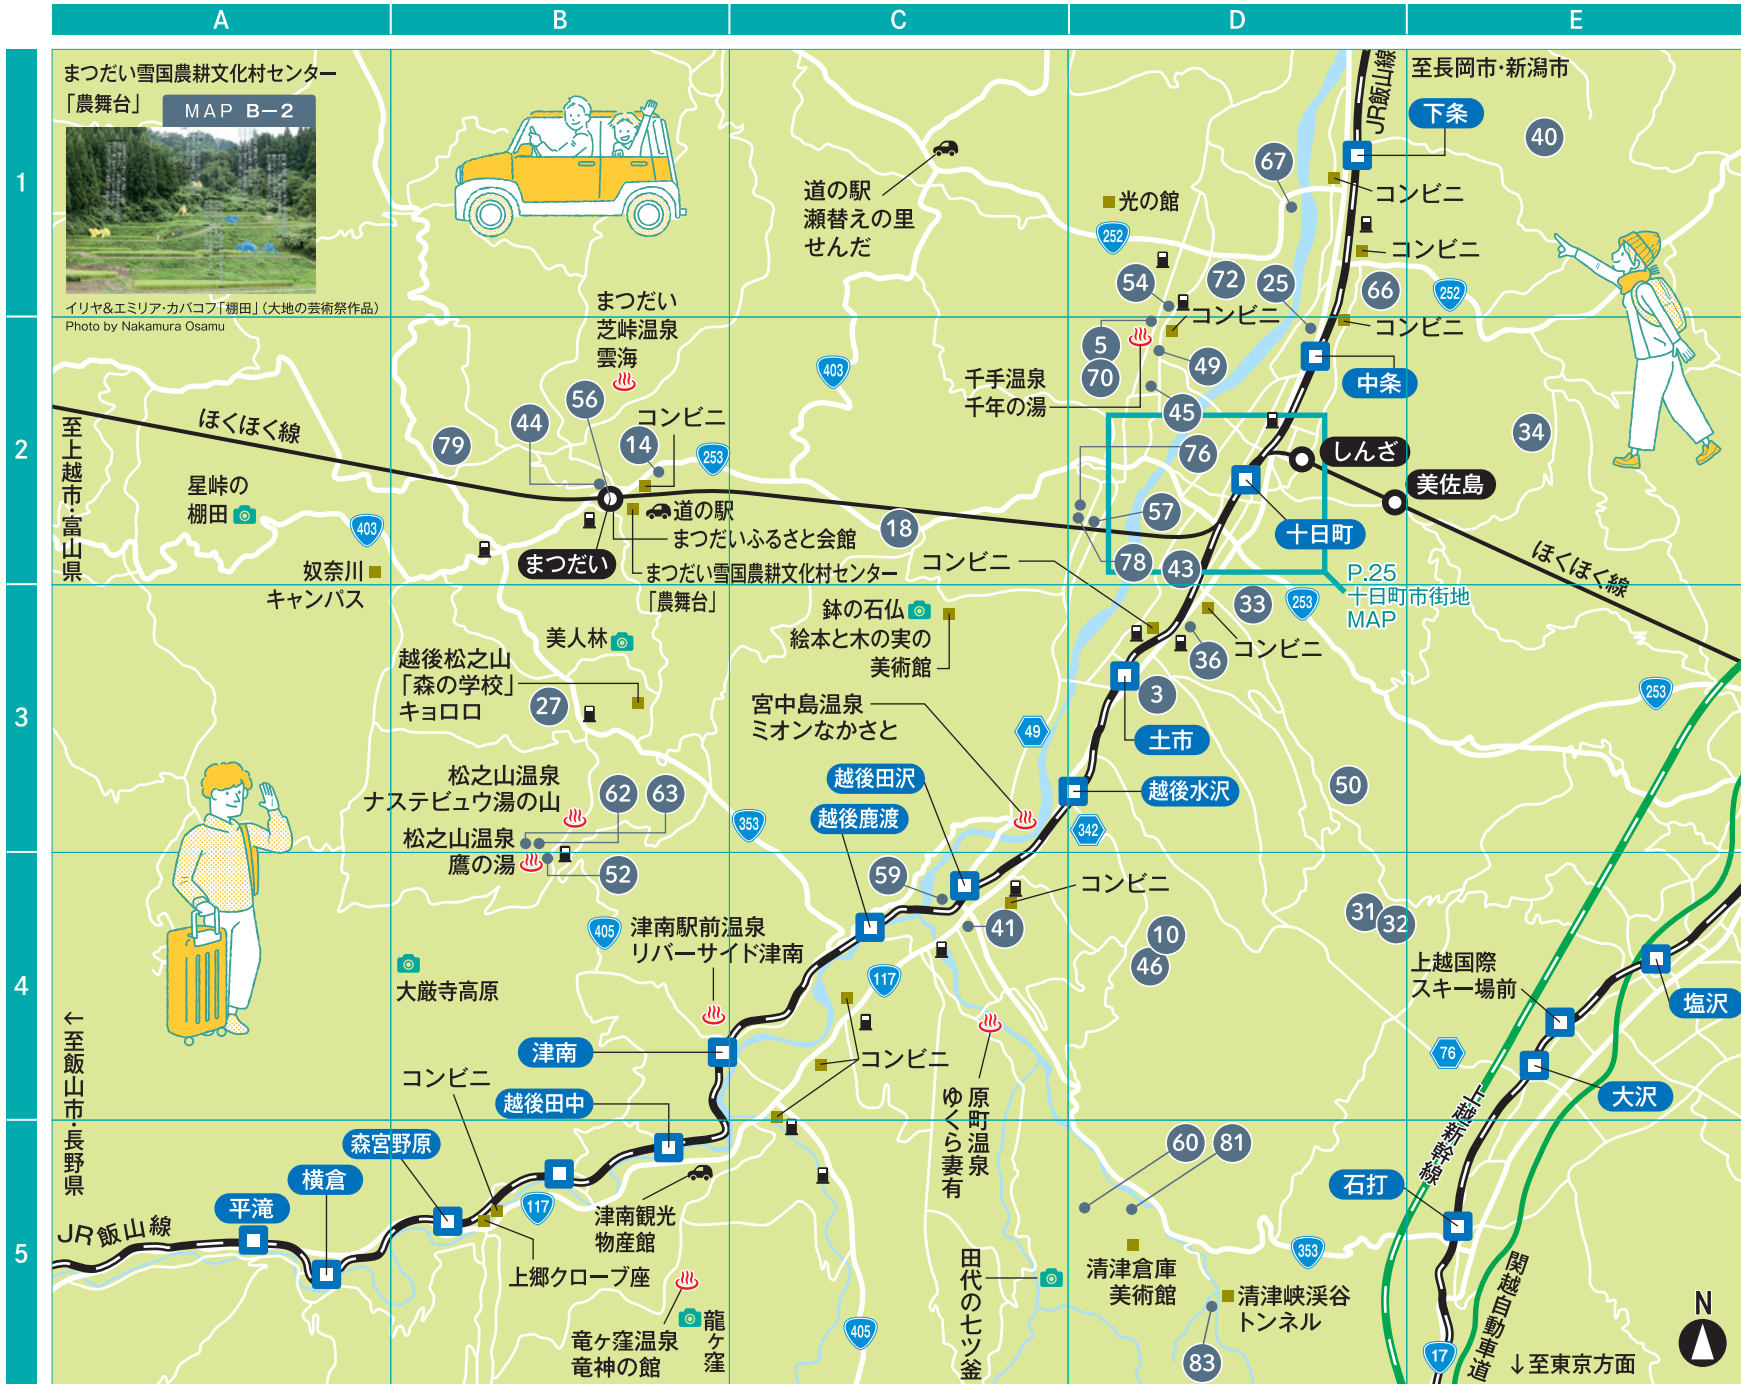 A
B
C
D
E
1
2
3
4
5
まつだい雪国農耕文化村センター
「農舞台」
MAP B-2
イリヤ&エミリア・カバコフ「棚田」(大地の芸術祭作品)
Photo by Nakamura Osamu
道の駅
瀬替えの里
せんだ
光の館
67
252
JR飯山線
至長岡市・新潟市
下条
40
コンビニ
コンビニ
54
72
25
66
252
コンビニ
コンビニ
まつだい
芝峠温泉
雲海
403
5
70
49
45
千手温泉
千年の湯
中条
34
至上越市・富山県
ほくほく線
79
44
56
14
コンビニ
253
星峠の
棚田
403
奴奈川
キャンパス
まつだい
道の駅
まつだいふるさと会館
まつだい雪国農耕文化村センター
「農舞台」
18
76
57
78
43
しんざ
美佐島
十日町
ほくほく線
P.25
十日町市街地
MAP
コンビニ
鉢の石仏
絵本と木の実の
美術館
33
253
コンビニ
36
3
土市
253
美人林
越後松之山
「森の学校」
キョロロ
27
宮中島温泉
ミオンなかさと
49
越後田沢
越後鹿渡
越後水沢
342
50
松之山温泉
ナステビュウ湯の山
62
63
353
松之山温泉
鷹の湯
52
59
コンビニ
41
31
32
10
46
405
津南駅前温泉
リバーサイド津南
大厳寺高原
117
上越国際
スキー場前
塩沢
76
大沢
←至飯山市・長野県
津南
コンビニ
コンビニ
越後田中
原町温泉
ゆくら妻有
上越新幹線
森宮野原
横倉
平滝
JR飯山線
117
上郷クローブ座
津南観光
物産館
60
81
石打
353
清津倉庫
美術館
清津峡渓谷
トンネル
83
田代の七ツ釜
竜ヶ窪温泉
竜神の館
龍ヶ窪
405
関越自動車道
17
↓至東京方面
N